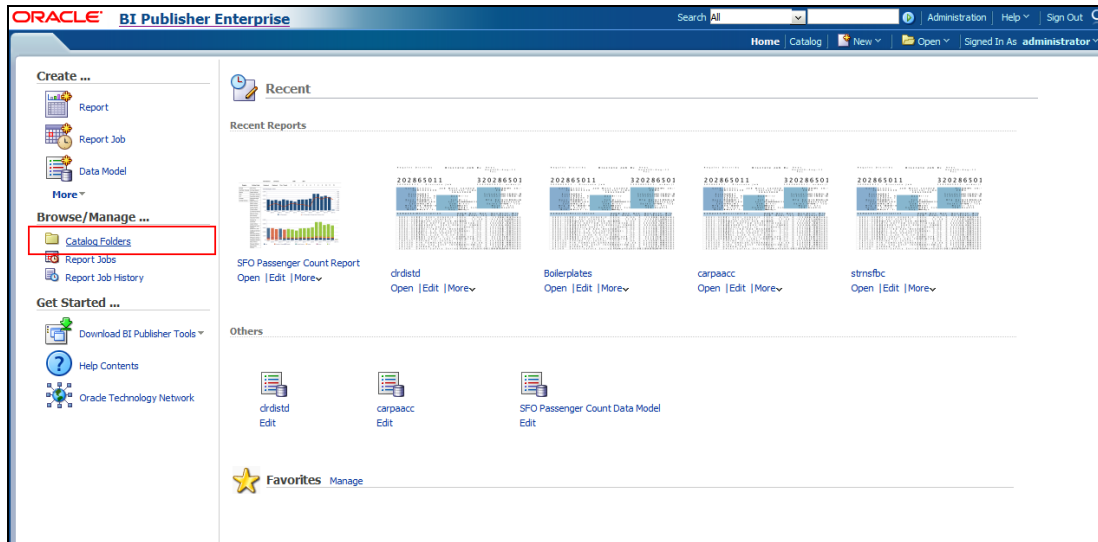 ORACLE BI Publisher Enterprise
Search All
Administration Help Sign Out
Home Catalog New Open Signed In As administrator
Create ...
Report
Report Job
Data Model
More
Browse/Manage ...
Catalog Folders
Report Jobs
Report Job History
Get Started ...
Download BI Publisher Tools
Help Contents
Oracle Technology Network
Recent
Recent Reports
202865011 320286501
202865011 320286501
202865011 320286501
202865011 320286501
SFO Passenger Count Report
Open |Edit |More
drdistd
Open |Edit |More
Boilerplates
Open |Edit |More
carpaacc
Open |Edit |More
strnsfbc
Open |Edit |More
Others
drdistd
Edit
carpaacc
Edit
SFO Passenger Count Data Model
Edit
Favorites Manage